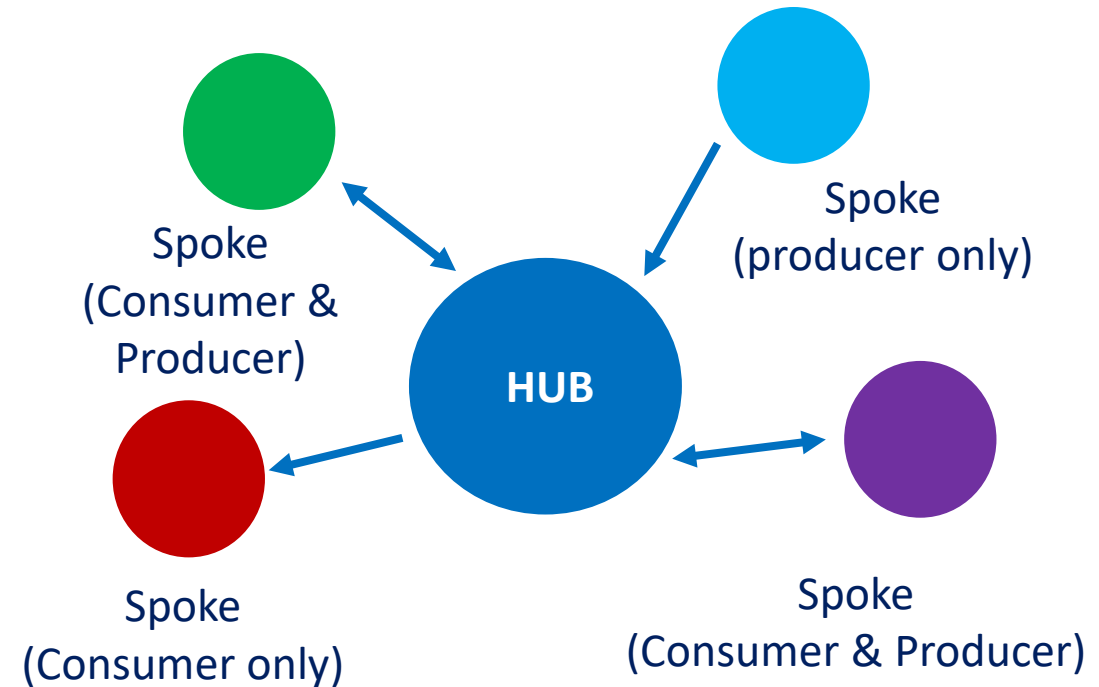 Spoke
(Consumer &
Producer)
Spoke
(producer only)
HUB
Spoke
(Consumer only)
Spoke
(Consumer & Producer)